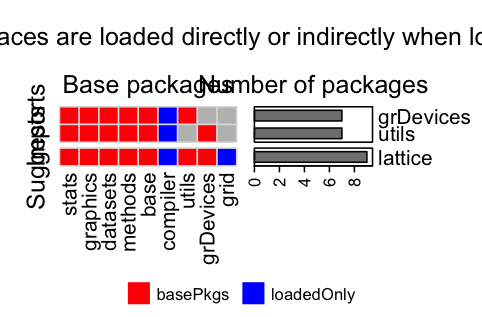 aces are loaded directly or indirectly when lo
Base packages
Number of packages
Imports
Suggests
grDevices
utils
lattice
stats
graphics
datasets
methods
base
compiler
utils
grDevices
grid
0 2 4 6 8
basePkgs
loadedOnly